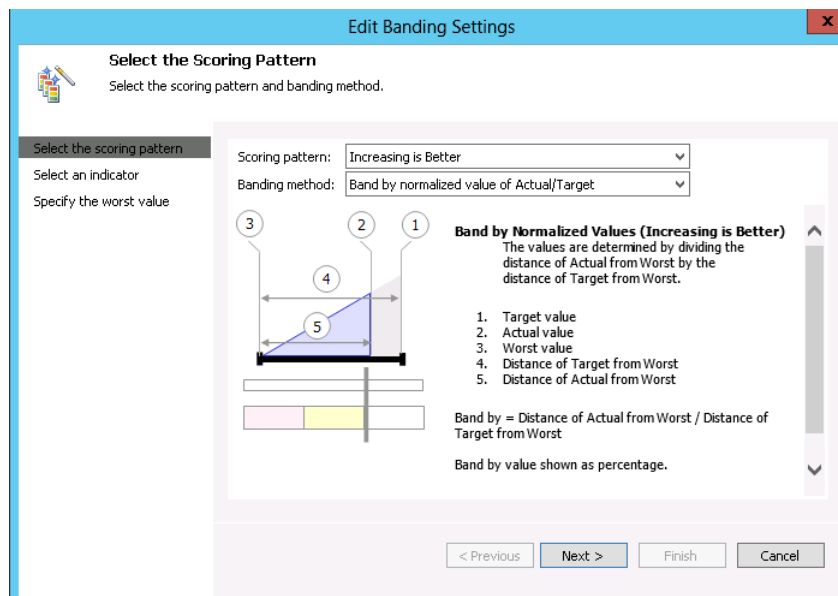 Edit Banding Settings
x
Select the Scoring Pattern
Select the scoring pattern and banding method.
Select the scoring pattern
Select an indicator
Specify the worst value
Scoring pattern: Increasing is Better
Banding method: Band by normalized value of Actual/Target
3 2 1
4
5
Band by Normalized Values (Increasing is Better)
The values are determined by dividing the
distance of Actual from Worst by the
distance of Target from Worst.
1. Target value
2. Actual value
3. Worst value
4. Distance of Target from Worst
5. Distance of Actual from Worst
Band by = Distance of Actual from Worst / Distance of
Target from Worst
Band by value shown as percentage.
< Previous Next > Finish Cancel